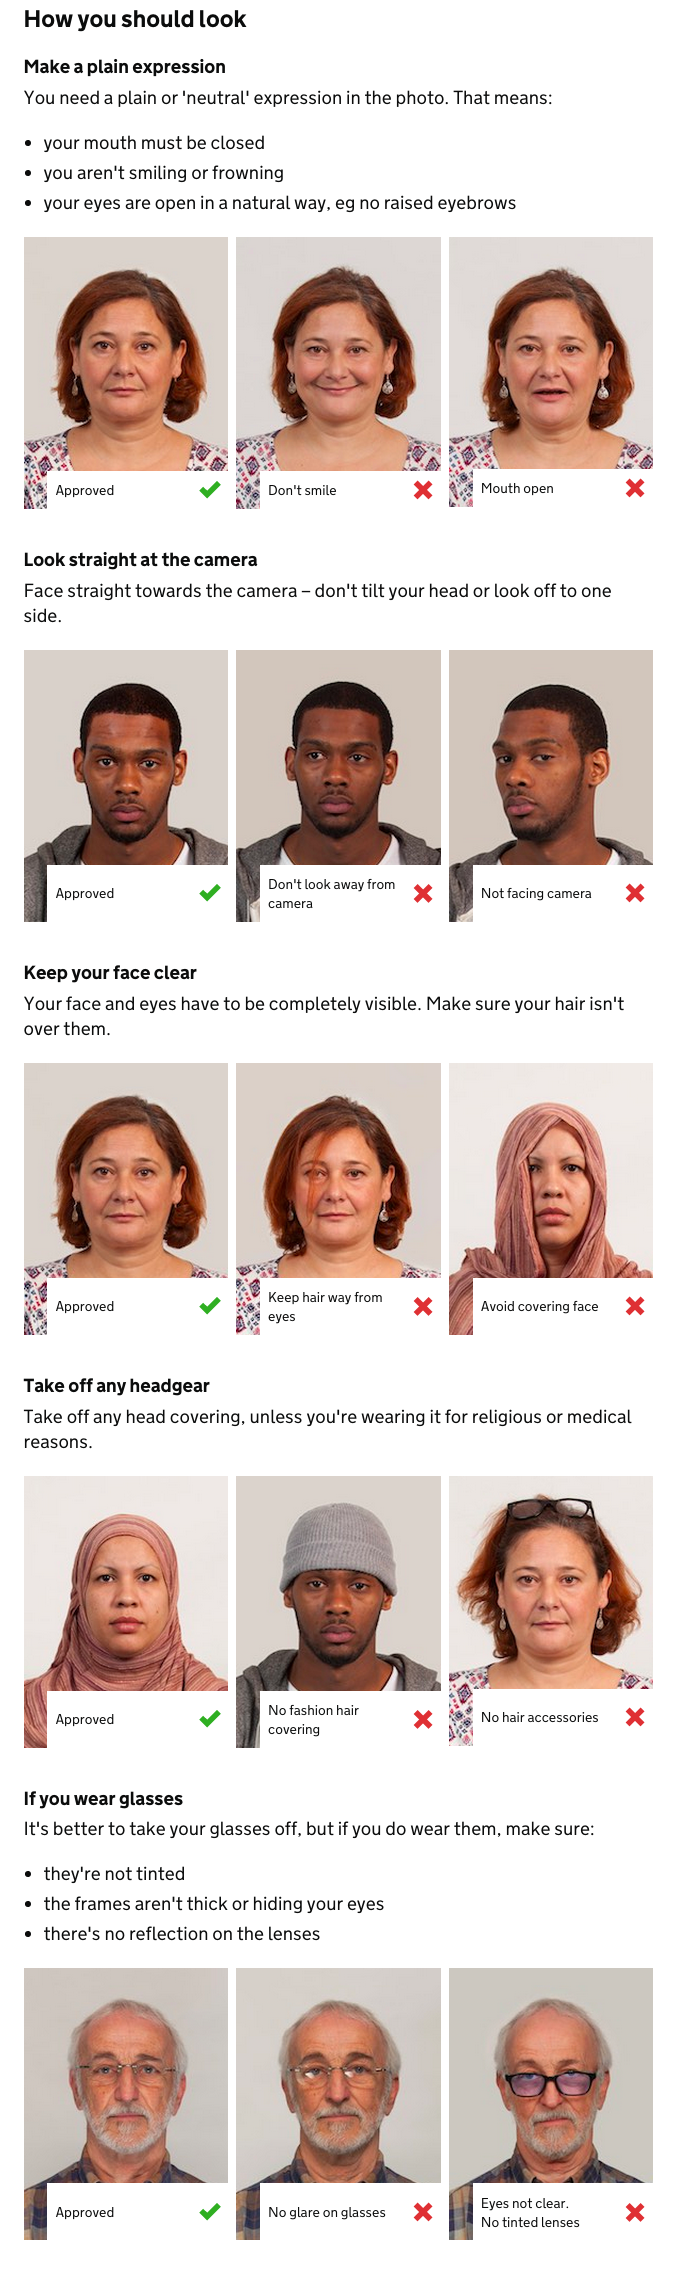 How you should look
Make a plain expression
You need a plain or 'neutral' expression in the photo. That means:
• your mouth must be closed
• you aren't smiling or frowning
• your eyes are open in a natural way, eg no raised eyebrows
Approved
Don't smile
Mouth open
Look straight at the camera
Face straight towards the camera – don't tilt your head or look off to one
side.
Approved
Don't look away from
camera
Not facing camera
Keep your face clear
Your face and eyes have to be completely visible. Make sure your hair isn't
over them.
Approved
Keep hair way from
eyes
Avoid covering face
Take off any headgear
Take off any head covering, unless you're wearing it for religious or medical
reasons.
Approved
No fashion hair
covering
No hair accessories
If you wear glasses
It's better to take your glasses off, but if you do wear them, make sure:
• they're not tinted
• the frames aren't thick or hiding your eyes
• there's no reflection on the lenses
Approved
No glare on glasses
Eyes not clear.
No tinted lenses